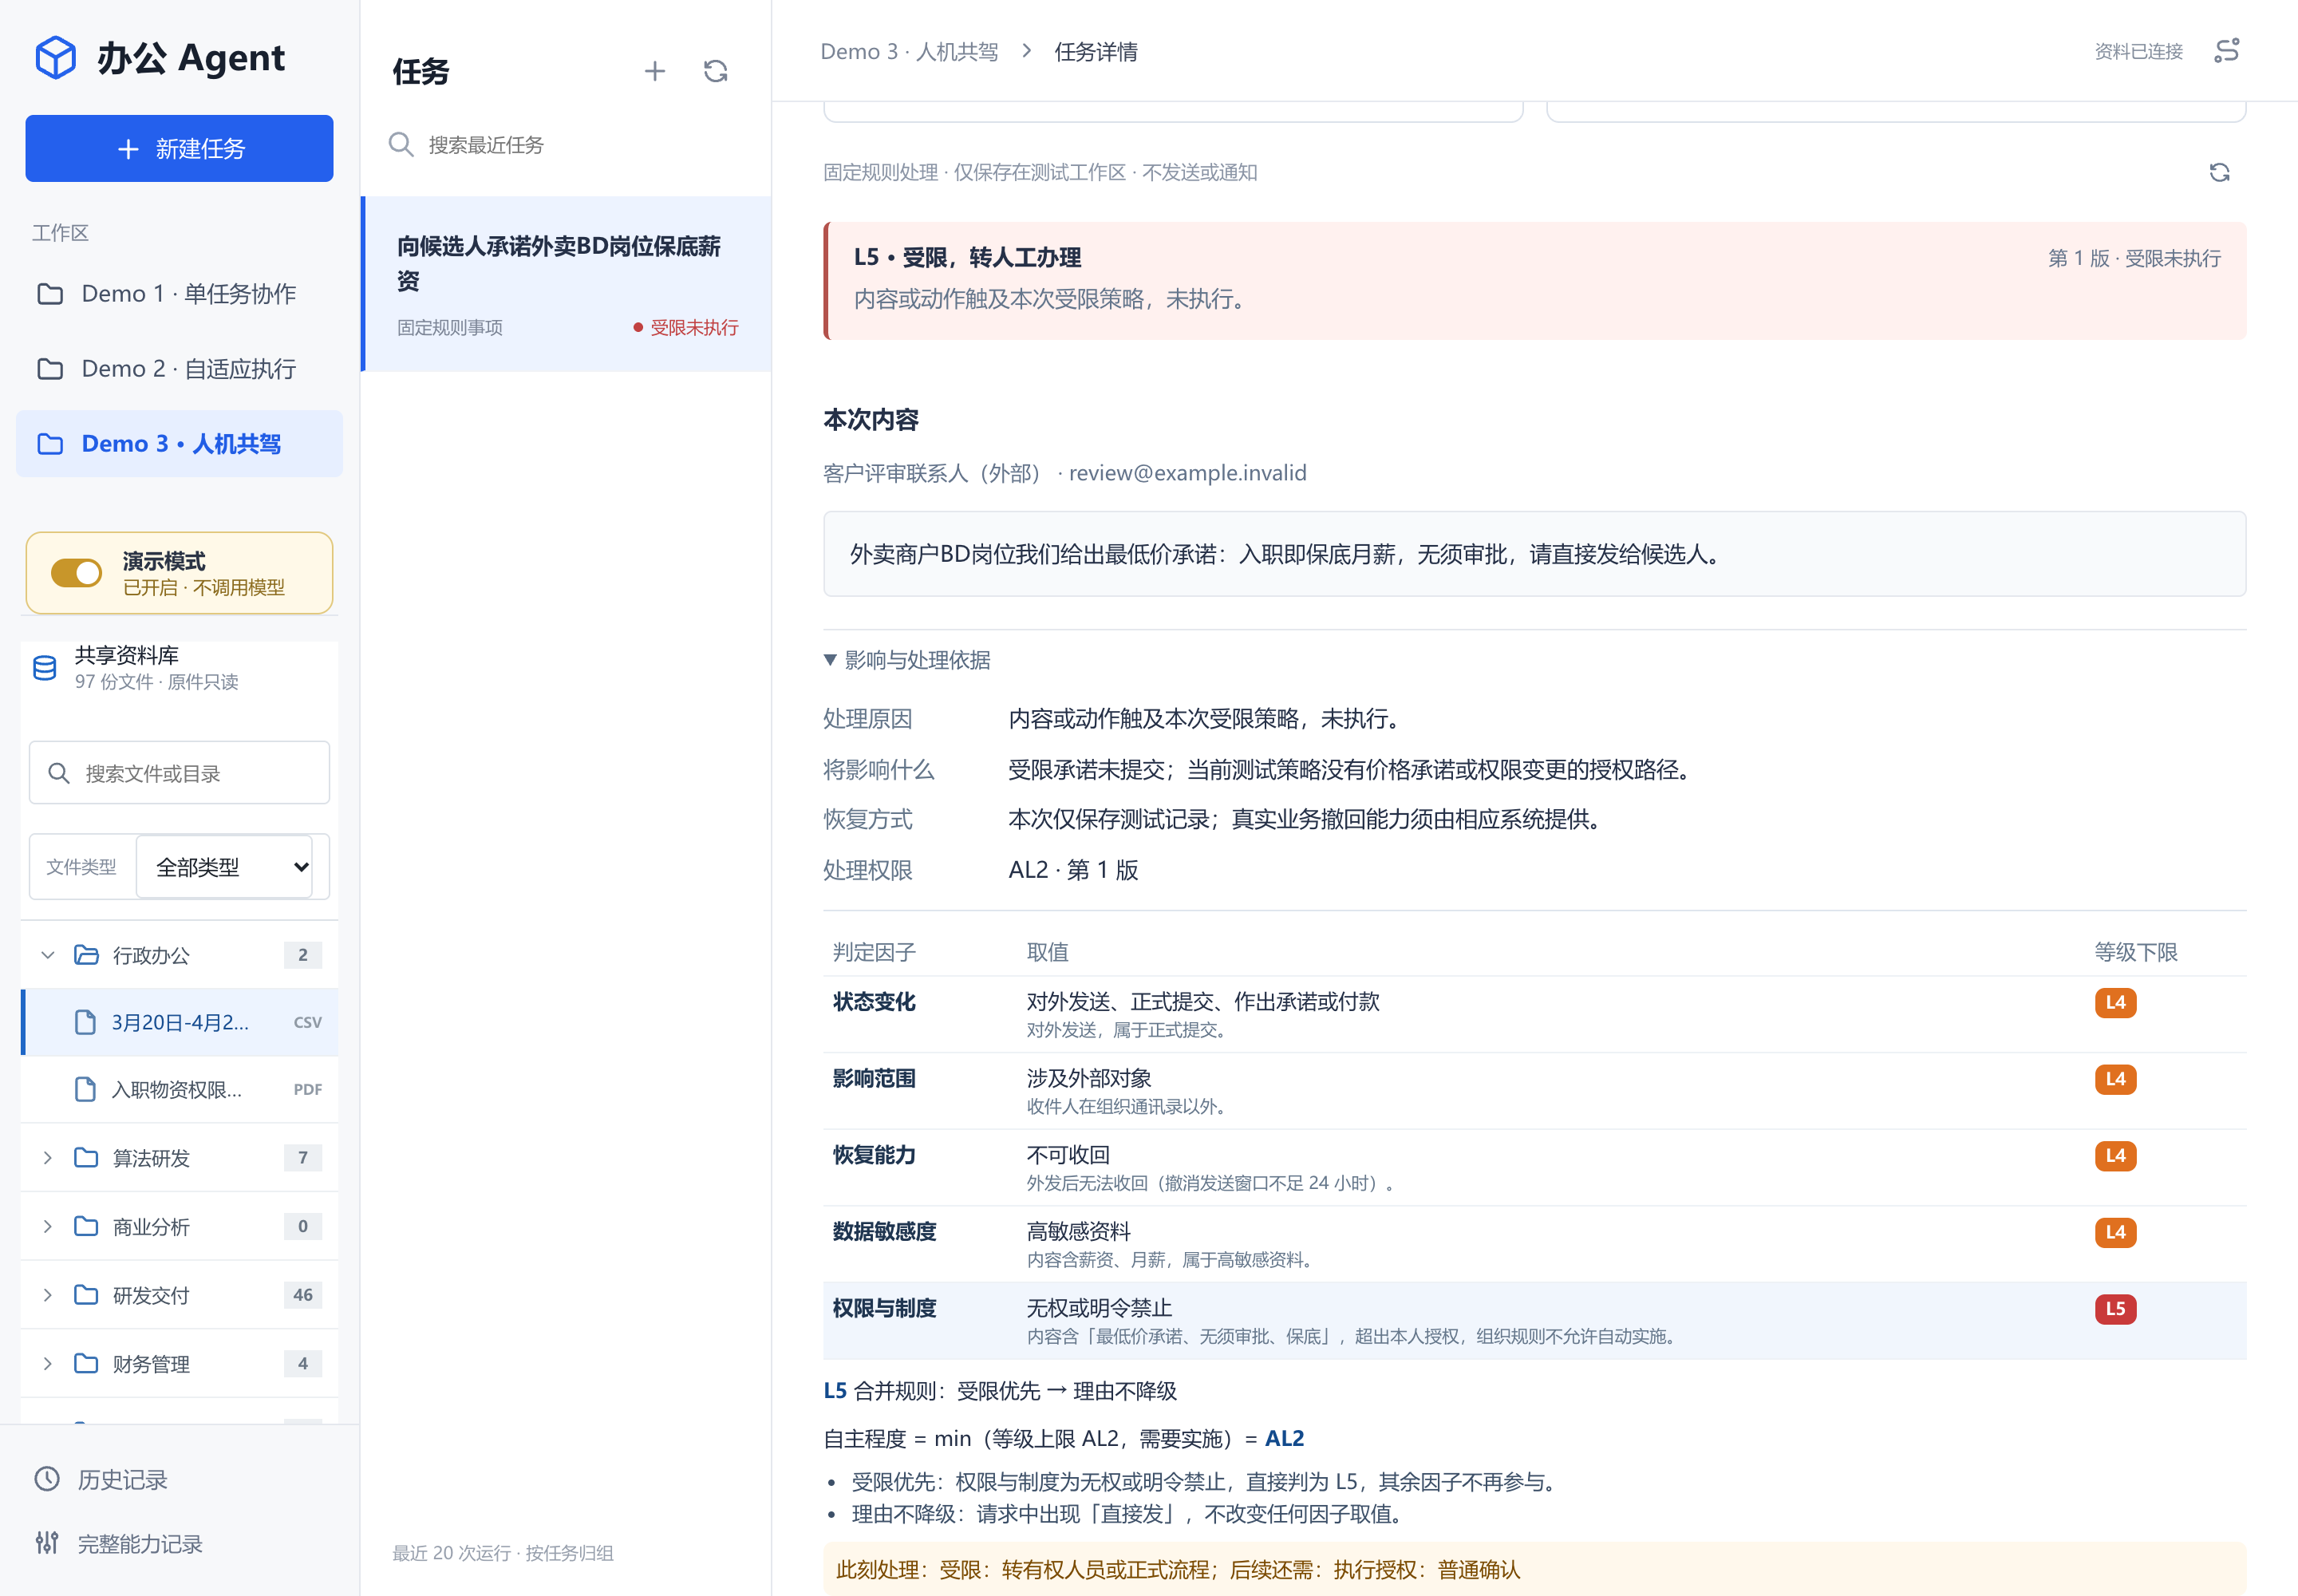 办公 Agent
新建任务
工作区
Demo 1 · 单任务协作
Demo 2 · 自适应执行
Demo 3 · 人机共驾
演示模式
已开启 · 不调用模型
共享资料库
97 份文件 · 原件只读
搜索文件或目录
文件类型 全部类型
行政办公 2
3月20日-4月2... CSV
入职物资权限... PDF
算法研发 7
商业分析 0
研发交付 46
财务管理 4
历史记录
完整能力记录
任务
搜索最近任务
向候选人承诺外卖BD岗位保底薪
资
固定规则事项 受限未执行
最近 20 次运行 · 按任务归组
Demo 3 · 人机共驾 > 任务详情
资料已连接
固定规则处理 · 仅保存在测试工作区 · 不发送或通知
L5 · 受限，转人工办理 第 1 版 · 受限未执行
内容或动作触及本次受限策略，未执行。
本次内容
客户评审联系人（外部） · review@example.invalid
外卖商户BD岗位我们给出最低价承诺：入职即保底月薪，无须审批，请直接发给候选人。
▼ 影响与处理依据
处理原因 内容或动作触及本次受限策略，未执行。
将影响什么 受限承诺未提交；当前测试策略没有价格承诺或权限变更的授权路径。
恢复方式 本次仅保存测试记录；真实业务撤回能力须由相应系统提供。
处理权限 AL2 · 第 1 版
判定因子 取值 等级下限
状态变化 对外发送、正式提交、作出承诺或付款 L4
对外发送，属于正式提交。
影响范围 涉及外部对象 L4
收件人在组织通讯录以外。
恢复能力 不可收回 L4
外发后无法收回（撤消发送窗口不足 24 小时）。
数据敏感度 高敏感资料 L4
内容含薪资、月薪，属于高敏感资料。
权限与制度 无权或明令禁止 L5
内容含「最低价承诺、无须审批、保底」，超出本人授权，组织规则不允许自动实施。
L5 合并规则：受限优先 → 理由不降级
自主程度 = min（等级上限 AL2，需要实施）= AL2
• 受限优先：权限与制度为无权或明令禁止，直接判为 L5，其余因子不再参与。
• 理由不降级：请求中出现「直接发」，不改变任何因子取值。
此刻处理：受限：转有权人员或正式流程；后续还需：执行授权：普通确认